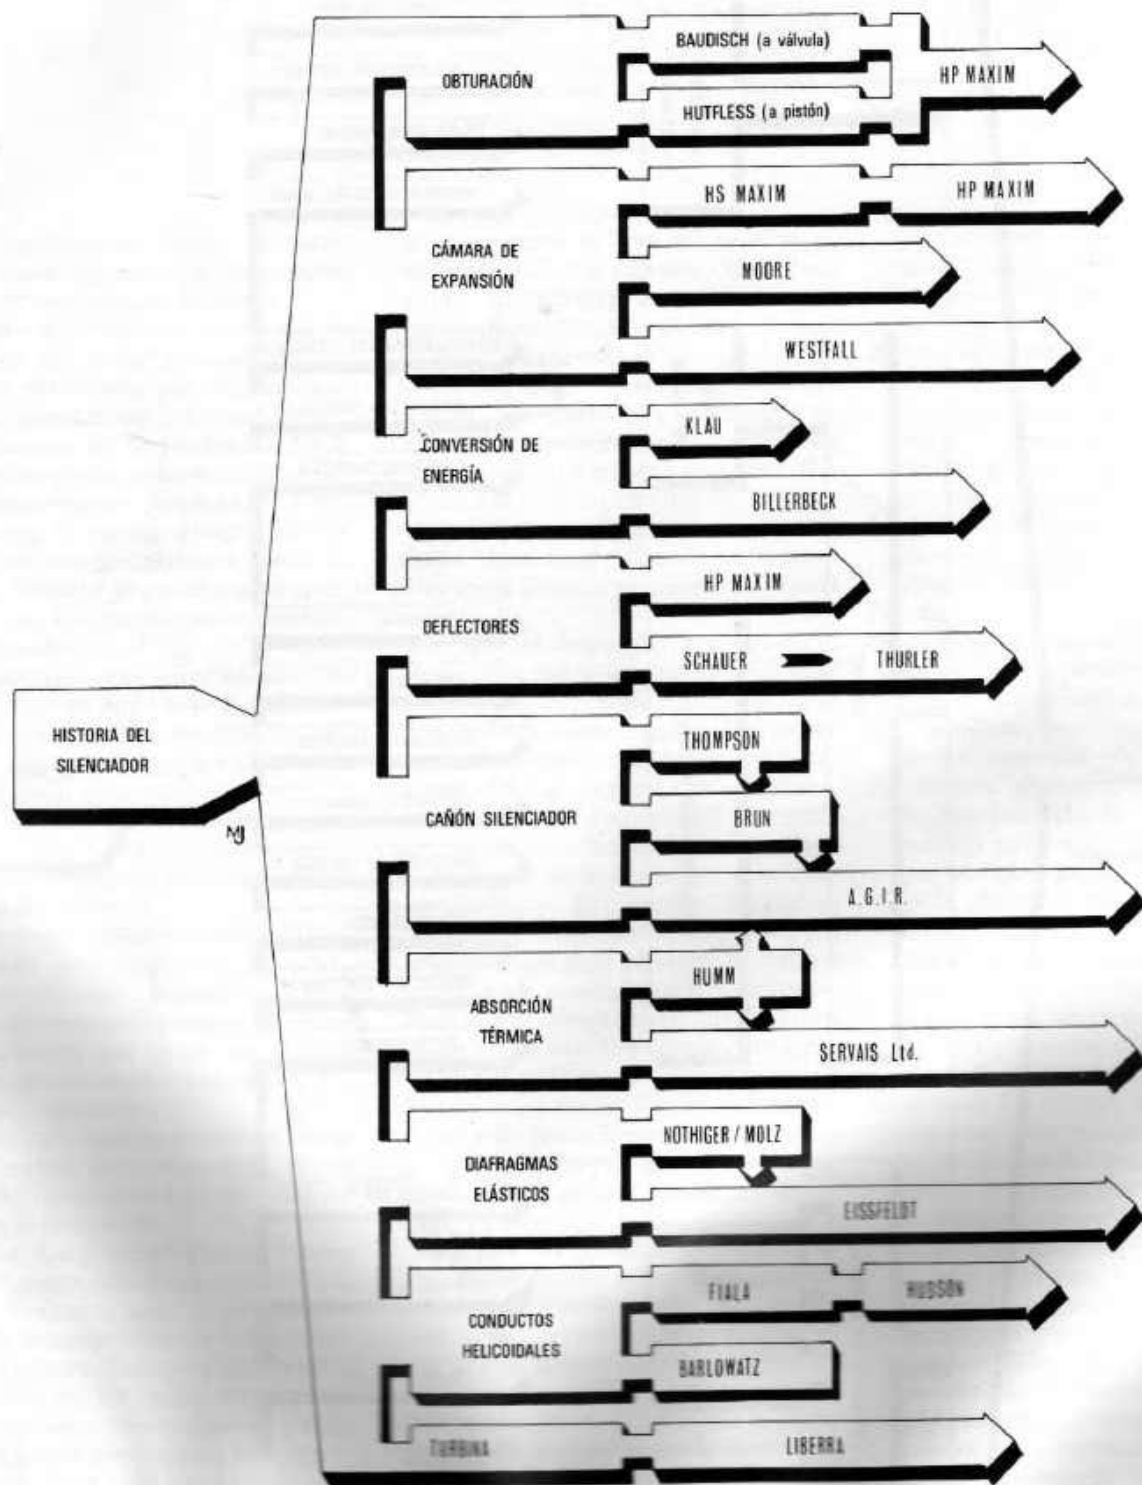 OBTURACIÓN
BAUDISCH (a válvula)
HUTFLESS (a pistón)
HP MAXIM
CÁMARA DE
EXPANSIÓN
HS MAXIM
HP MAXIM
MOORE
WESTFALL
CONVERSIÓN DE
ENERGÍA
KLAU
BILLERBECK
DEFLECTORES
HP MAXIM
SCHAUER
THURLER
HISTORIA DEL
SILENCIADOR
MJ
CAÑÓN SILENCIADOR
THOMPSON
BRUN
A.G.I.R.
ABSORCIÓN
TÉRMICA
HUMM
SERVAIS Ltd.
DIAFRAGMAS
ELÁSTICOS
NOTHIGER / MOLZ
EISSFELDT
CONDUCTOS
HELICOIDALES
FIALA
HUDSON
BARLOWATZ
TURBINA
LIBERRA